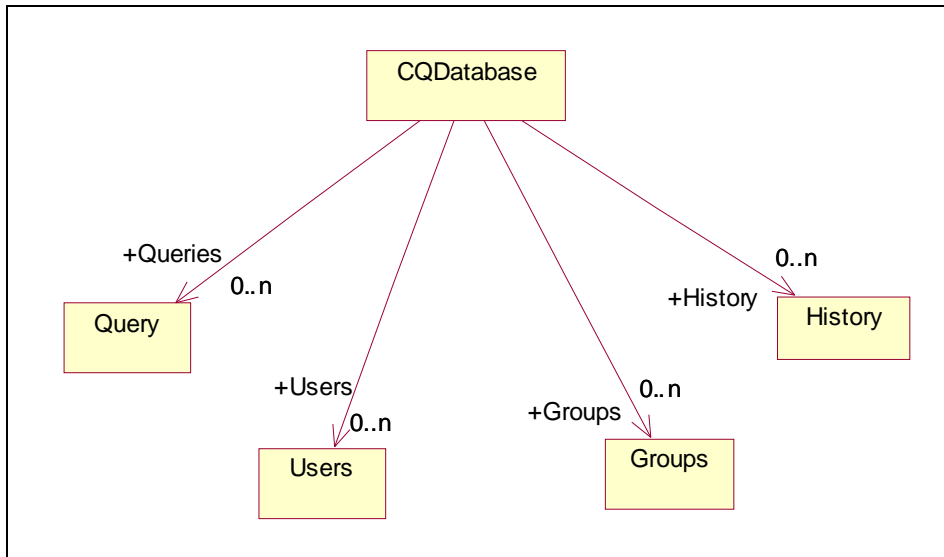 CQDatabase
+Queries
0..n
0..n
+History
Query
History
+Users
0..n
0..n
+Groups
Users
Groups